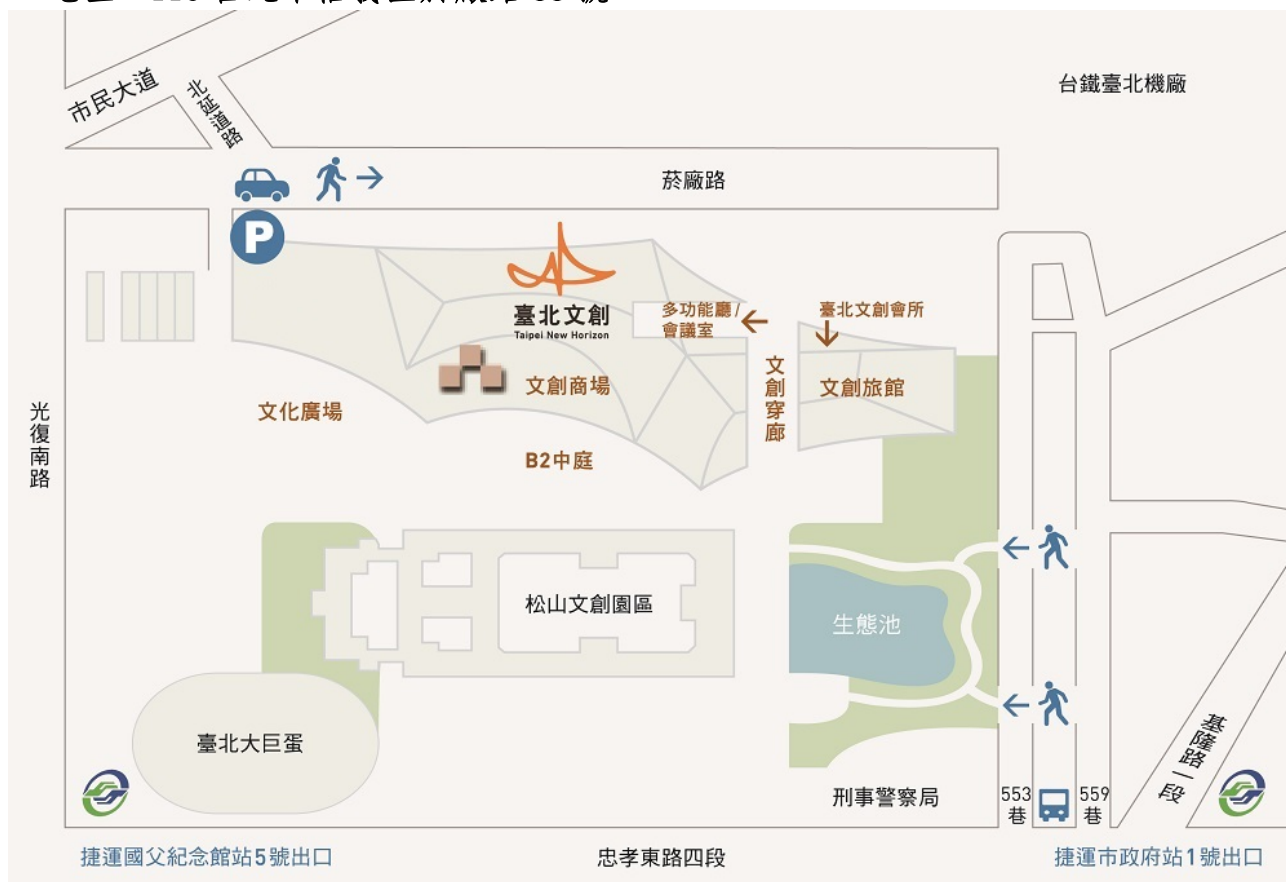 市民大道
北延道路
台鐵臺北機廠
菸廠路
P
臺北文創
Taipei New Horizon
多功能廳/
會議室
臺北文創會所
文創穿廊
文創商場
文創旅館
文化廣場
B2中庭
光復南路
松山文創園區
生態池
臺北大巨蛋
基隆路一段
刑事警察局
553
巷
559
巷
捷運國父紀念館站5號出口
忠孝東路四段
捷運市政府站1號出口